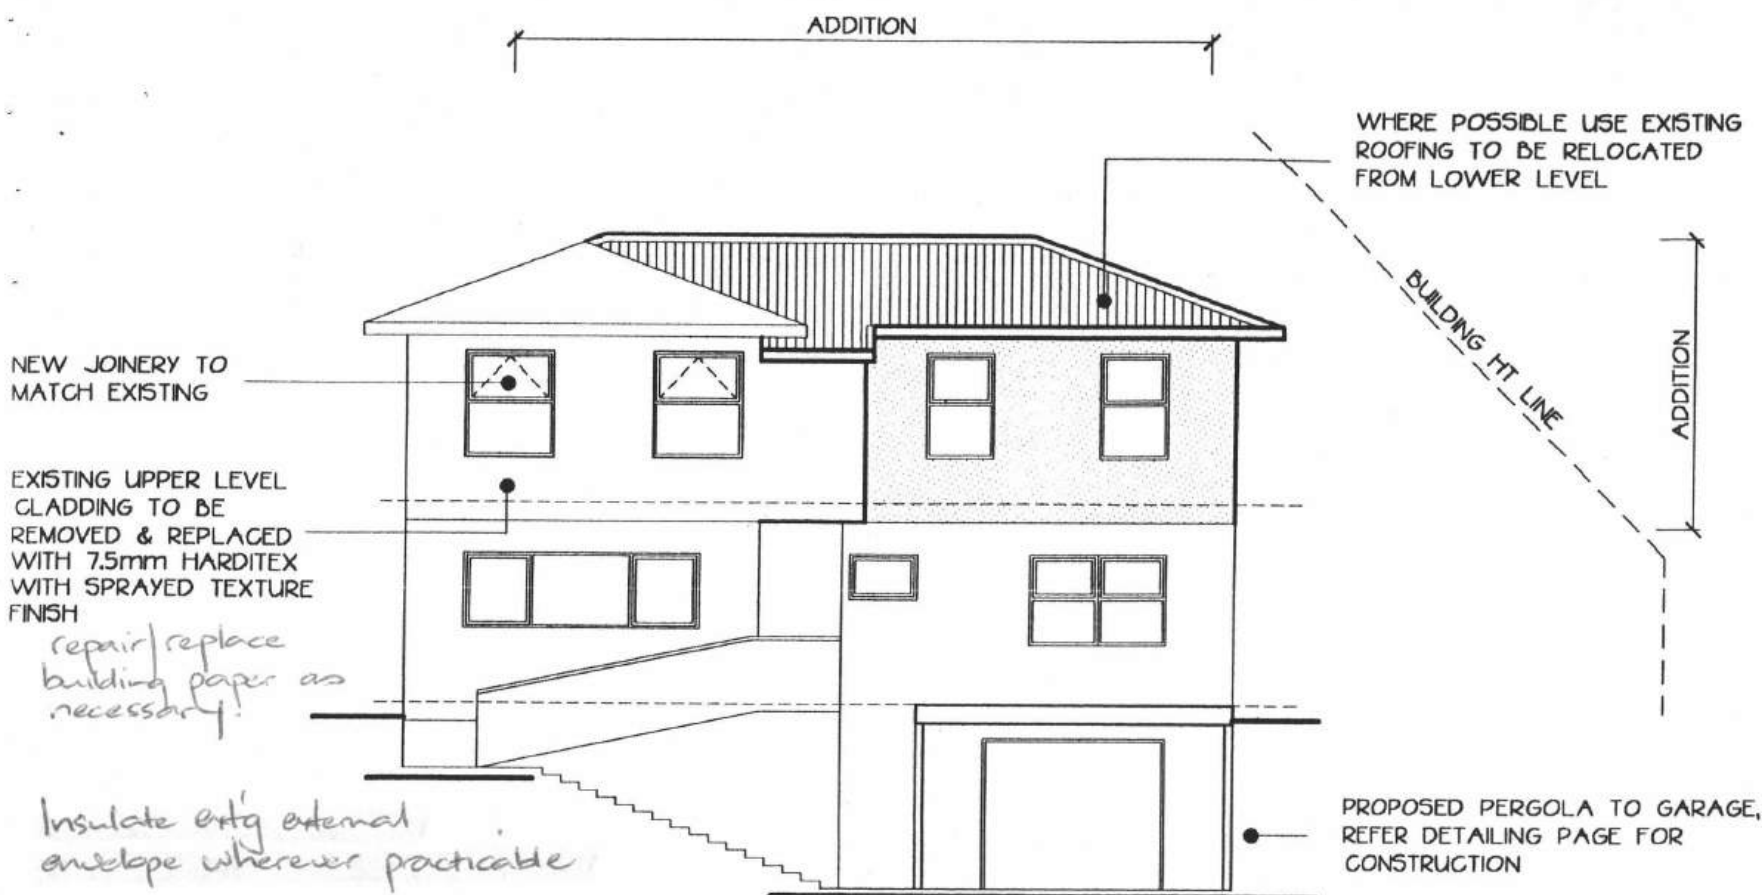 ADDITION
WHERE POSSIBLE USE EXISTING
ROOFING TO BE RELOCATED
FROM LOWER LEVEL
BUILDING HT LINE
ADDITION
NEW JOINERY TO
MATCH EXISTING
EXISTING UPPER LEVEL
CLADDING TO BE
REMOVED & REPLACED
WITH 7.5mm HARDITEX
WITH SPRAYED TEXTURE
FINISH
repair/replace
building paper as
necessary.
Insulate ext'g external
envelope wherever practicable
PROPOSED PERGOLA TO GARAGE,
REFER DETAILING PAGE FOR
CONSTRUCTION